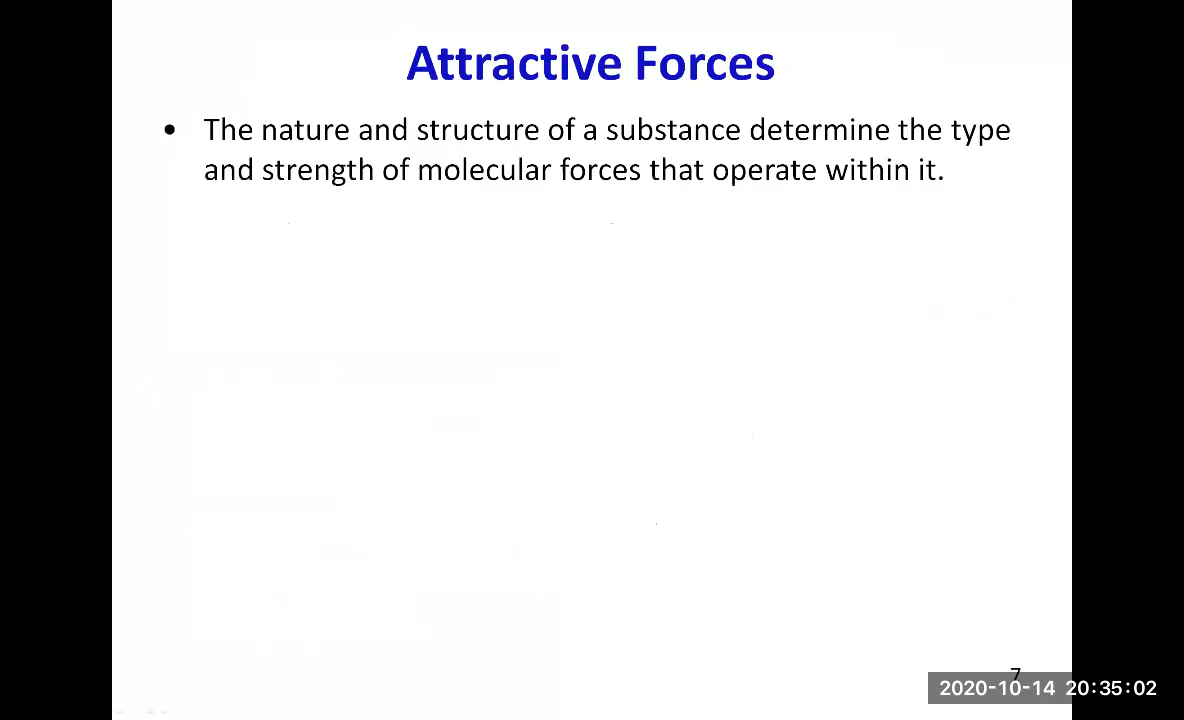 Attractive Forces
• The nature and structure of a substance determine the type
and strength of molecular forces that operate within it.
7
2020-10-14 20:35:02